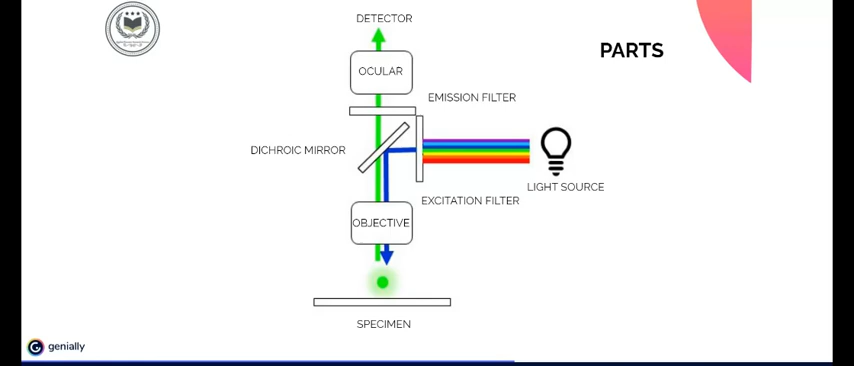 DETECTOR
PARTS
OCULAR
EMISSION FILTER
DICHROIC MIRROR
LIGHT SOURCE
EXCITATION FILTER
OBJECTIVE
SPECIMEN
genially